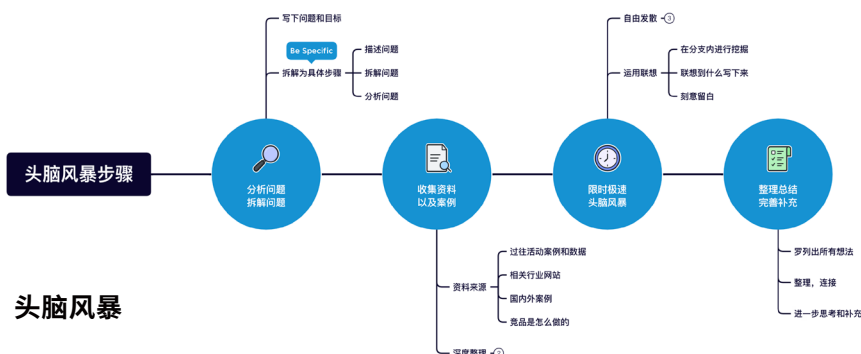 头脑风暴步骤
写下问题和目标
Be Specific
拆解为具体步骤
描述问题
拆解问题
分析问题
分析问题
拆解问题
收集资料
以及案例
资料来源
过往活动案例和数据
相关行业网站
国内外案例
竞品是怎么做的
深度整理
自由发散 3
运用联想
在分支内进行挖掘
联想到什么写下来
刻意留白
限时极速
头脑风暴
整理总结
完善补充
罗列出所有想法
整理，连接
进一步思考和补充
头脑风暴